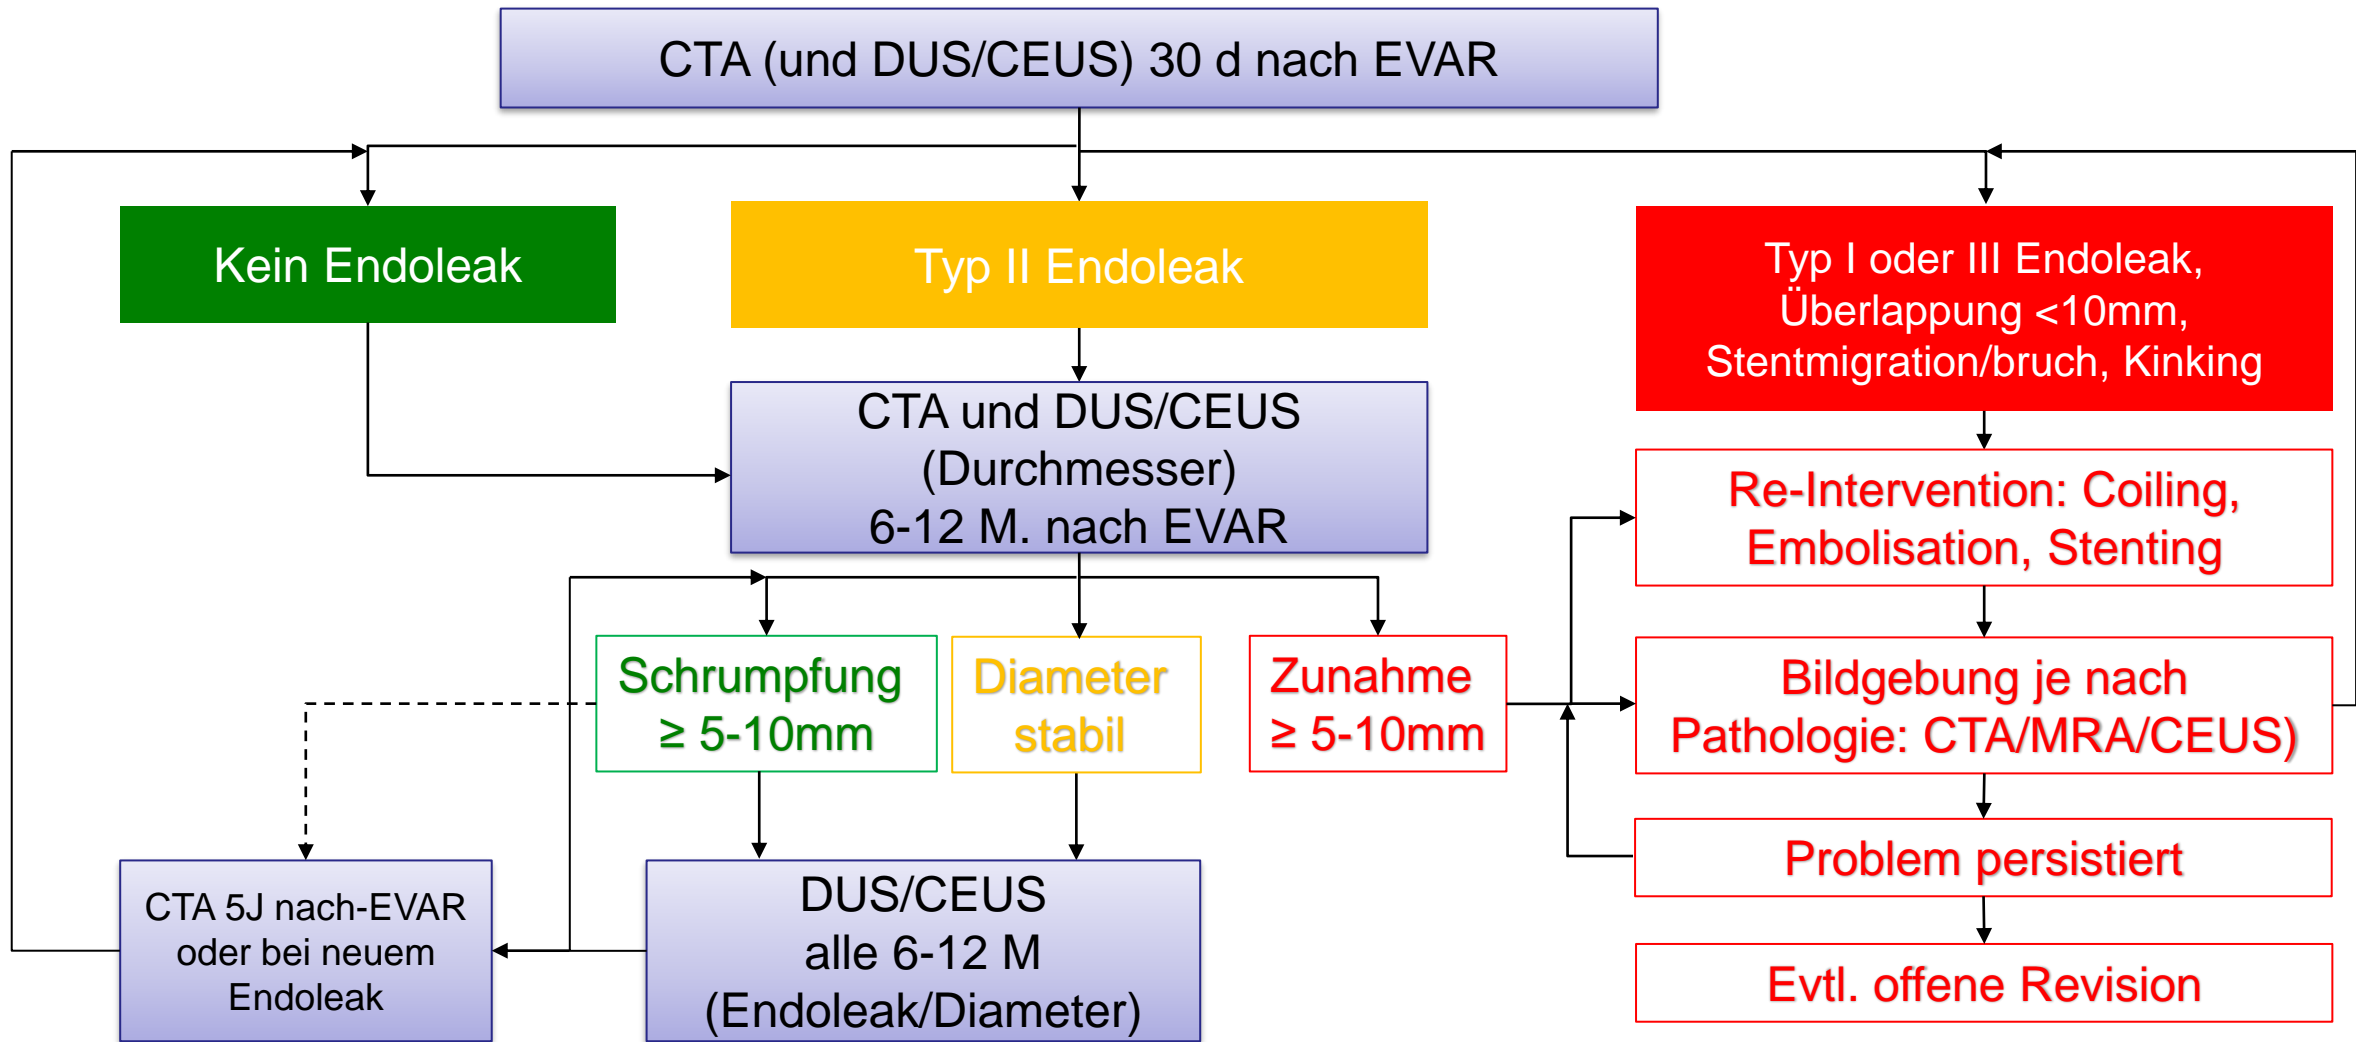 CTA (und DUS/CEUS) 30 d nach EVAR
Kein Endoleak
Typ II Endoleak
Typ I oder III Endoleak,
Überlappung <10mm,
Stentmigration/bruch, Kinking
CTA und DUS/CEUS
(Durchmesser)
6-12 M. nach EVAR
Re-Intervention: Coiling,
Embolisation, Stenting
Schrumpfung
≥ 5-10mm
Diameter
stabil
Zunahme
≥ 5-10mm
Bildgebung je nach
Pathologie: CTA/MRA/CEUS)
CTA 5J nach-EVAR
oder bei neuem
Endoleak
DUS/CEUS
alle 6-12 M
(Endoleak/Diameter)
Problem persistiert
Evtl. offene Revision